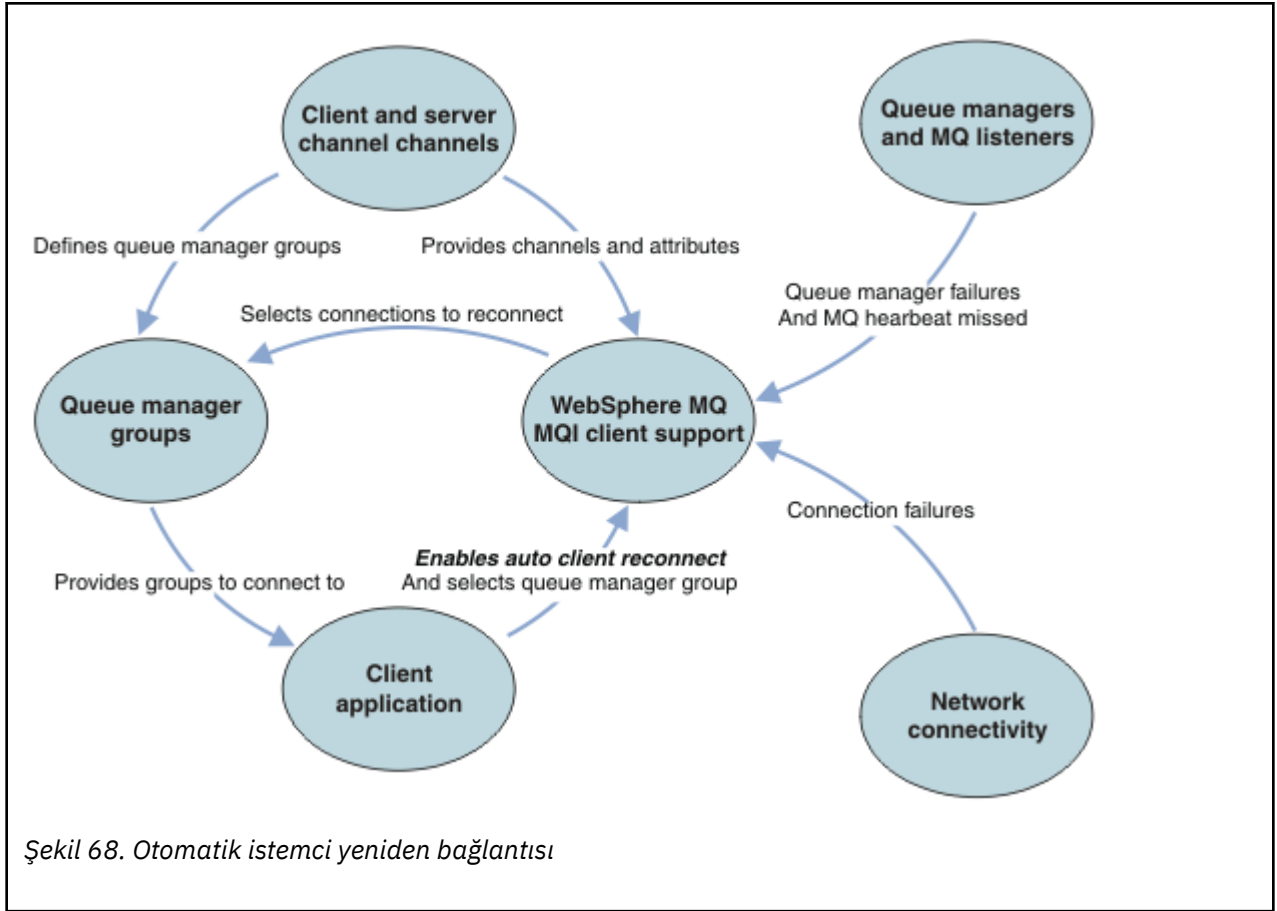 Client and server
channel channels
Queue managers
and MQ listeners
Defines queue manager groups
Provides channels and attributes
Queue manager failures
And MQ hearbeat missed
Selects connections to reconnect
Queue manager
groups
WebSphere MQ
MQI client support
Connection failures
Enables auto client reconnect
And selects queue manager group
Provides groups to connect to
Client
application
Network
connectivity
Şekil 68. Otomatik istemci yeniden bağlantısı